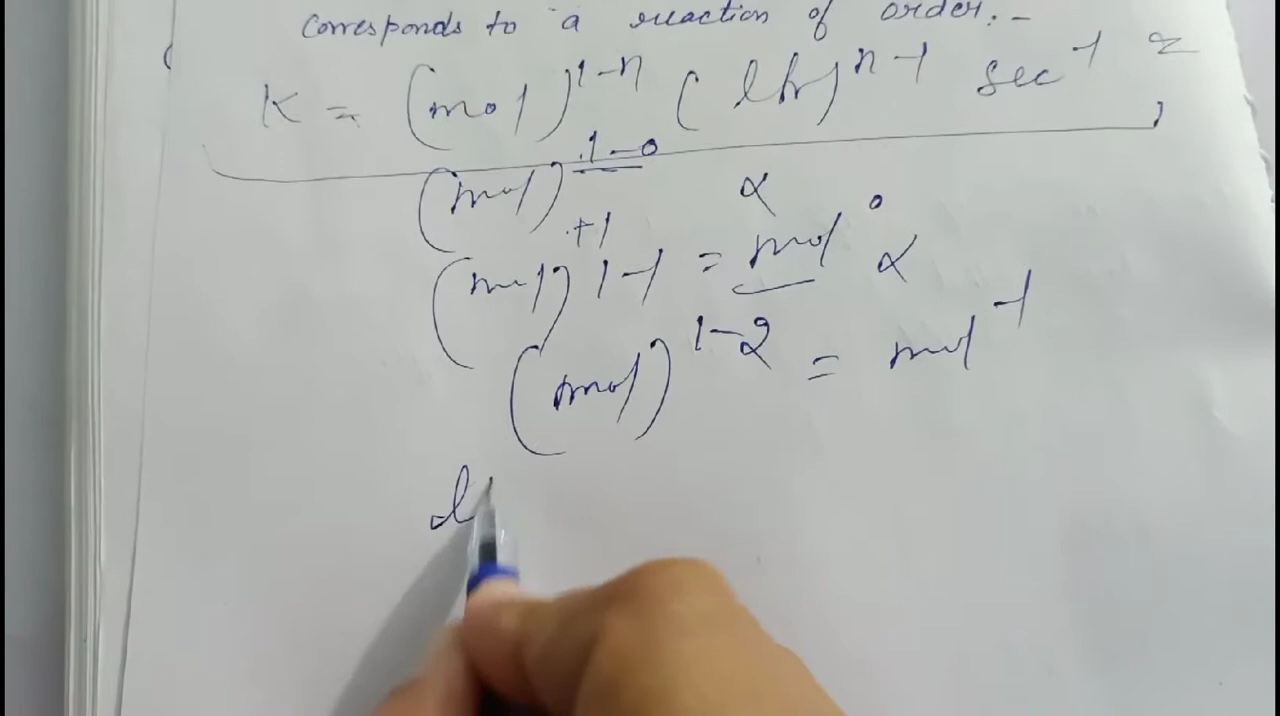 corresponds to a reaction of order:-
K = (mol)^1-n (ltr)^n-1 sec^-1
(mol)^1-0 α
+1
(mol)^1-1 = mol^0 α
(mol)^1-2 = mol^-1
l